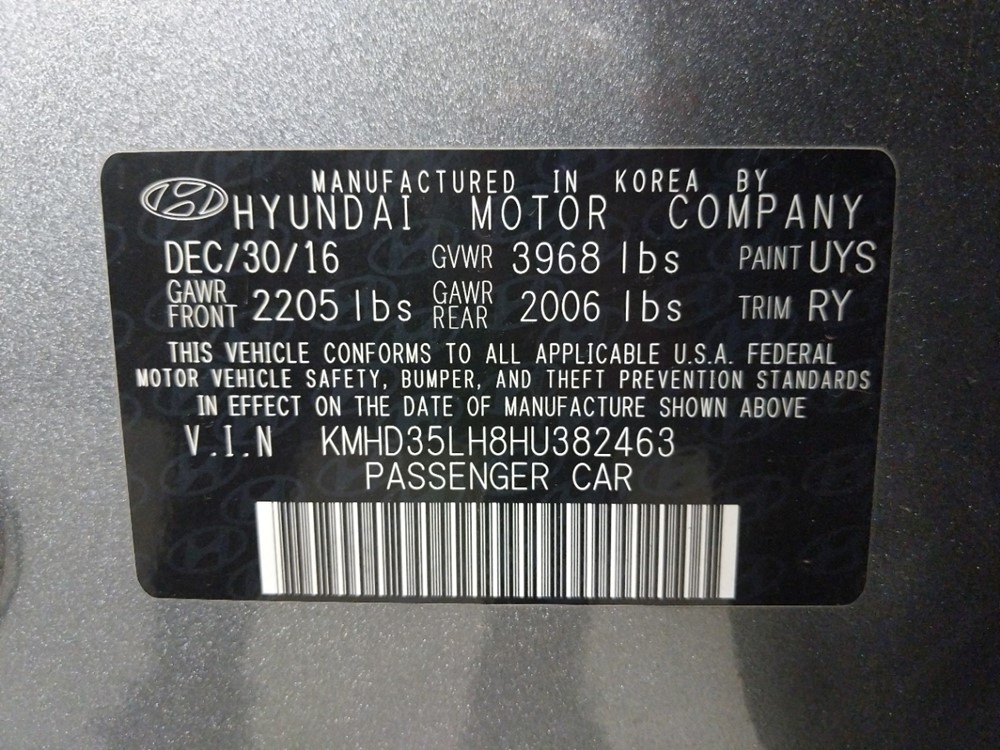 MANUFACTURED IN KOREA BY
HYUNDAI MOTOR COMPANY
DEC/30/16 GVWR 3968 lbs PAINT UYS
GAWR FRONT 2205 lbs GAWR REAR 2006 lbs TRIM RY
THIS VEHICLE CONFORMS TO ALL APPLICABLE U.S.A. FEDERAL
MOTOR VEHICLE SAFETY, BUMPER, AND THEFT PREVENTION STANDARDS
IN EFFECT ON THE DATE OF MANUFACTURE SHOWN ABOVE
V.I.N KMHD35LH8HU382463
PASSENGER CAR